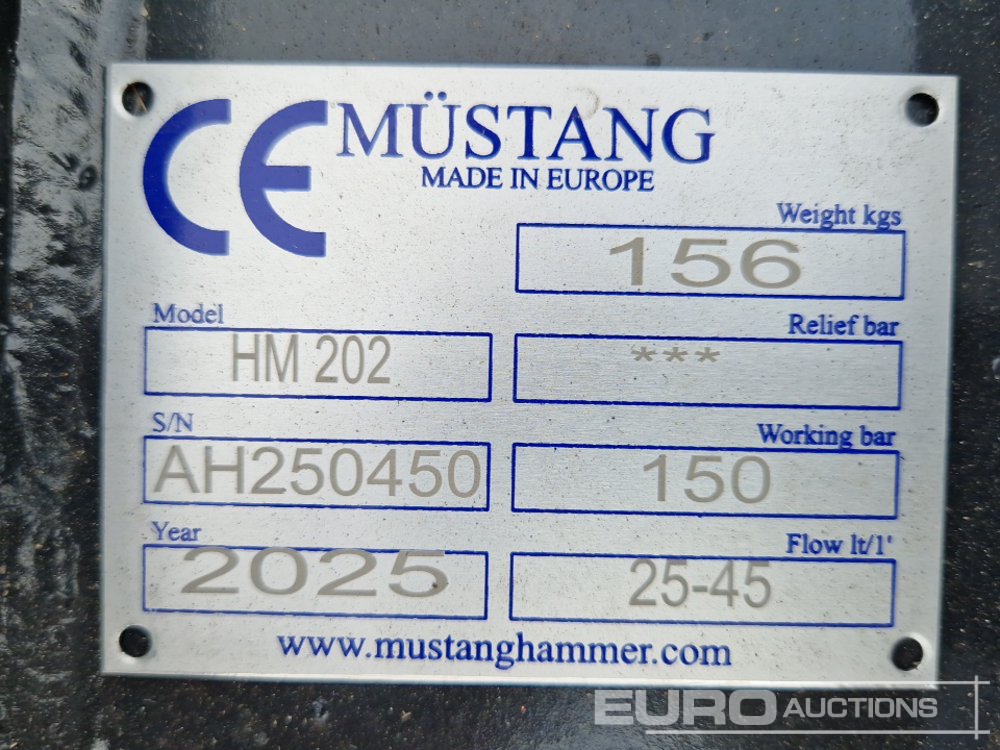 CE MÜSTANG
MADE IN EUROPE
Weight kgs
156
Model
HM 202
Relief bar
***
S/N
AH250450
Working bar
150
Year
2025
Flow lt/1'
25-45
www.mustanghammer.com
EURO AUCTIONS